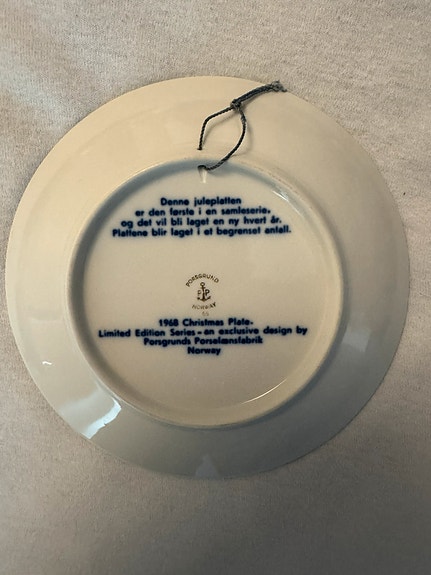 Denne juleplatten
er den første i en samleserie,
og det vil bli laget en ny hvert år.
Plattene blir laget i et begrenset antall.
PORSGRUND
P P
NORWAY
1968 Christmas Plate.
Limited Edition Series - an exclusive design by
Porsgrunds Porselænsfabrik
Norway